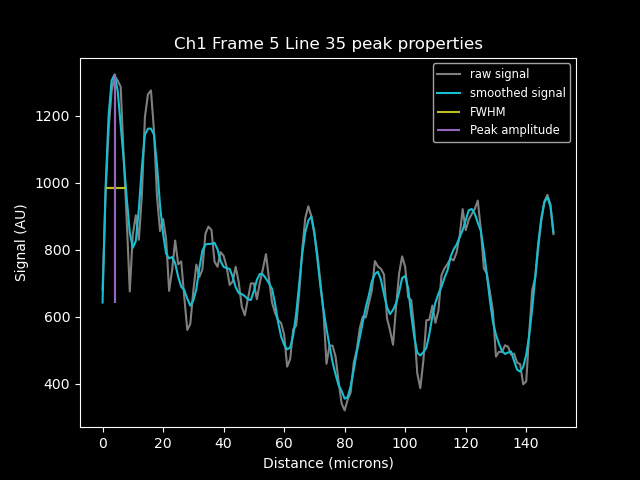 Ch1 Frame 5 Line 35 peak properties
raw signal
smoothed signal
FWHM
Peak amplitude
Signal (AU)
1200
1000
800
600
400
0 20 40 60 80 100 120 140
Distance (microns)